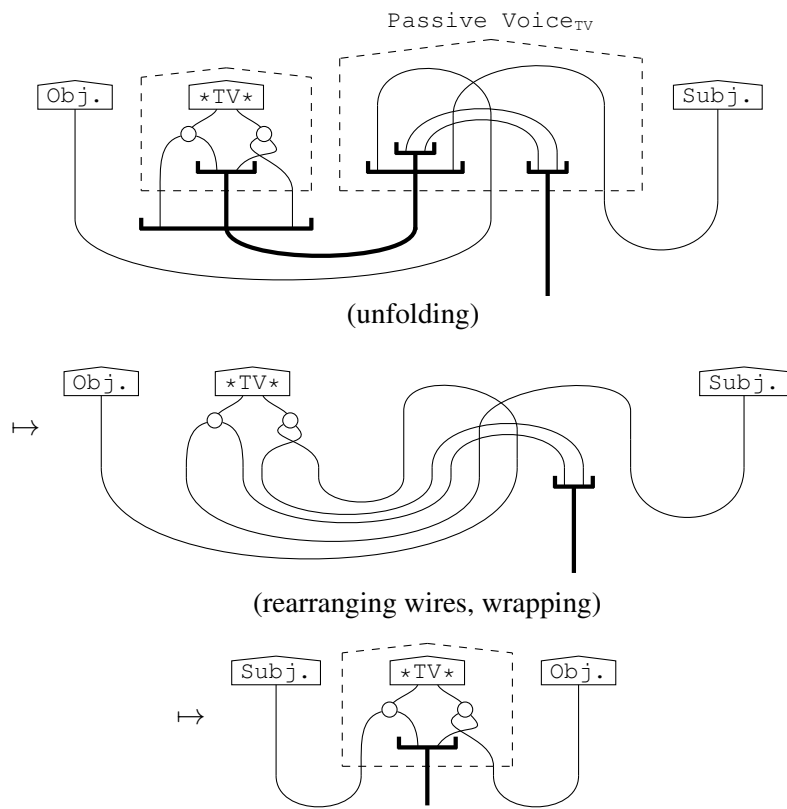 Passive Voice_TV
Obj. *TV* Subj.
(unfolding)
Obj. *TV* Subj.
↦
(rearranging wires, wrapping)
Subj. *TV* Obj.
↦